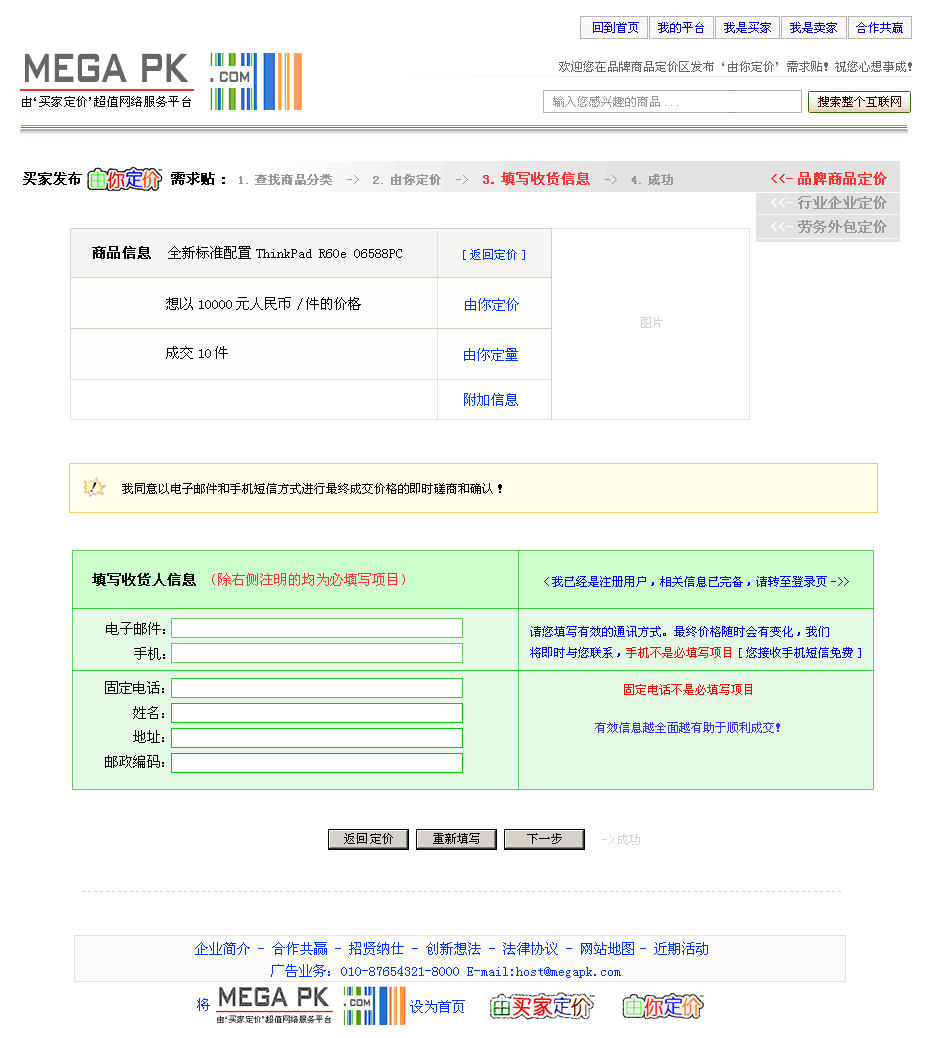 回到首页 我的平台 我是买家 我是卖家 合作共赢
MEGA PK .COM
欢迎您在品牌商品定价区发布‘由你定价’需求贴! 祝您心想事成!
由‘买家定价’超值网络服务平台
输入您感兴趣的商品 . . . 搜索整个互联网
买家发布 由你定价 需求贴： 1. 查找商品分类 -> 2. 由你定价 -> 3. 填写收货信息 -> 4. 成功 <<- 品牌商品定价
<<- 行业企业定价
<<- 劳务外包定价
商品信息 全新标准配置 ThinkPad R60e 06588PC [ 返回定价 ]
想以 10000 元人民币 /件的价格 由你定价
图片
成交 10 件 由你定量
附加信息
我同意以电子邮件和手机短信方式进行最终成交价格的即时磋商和确认！
填写收货人信息 （除右侧注明的均为必填写项目） <我已经是注册用户，相关信息已完备，请转至登录页 ->>
电子邮件： 请您填写有效的通讯方式。最终价格随时会有变化，我们
手机： 将即时与您联系，手机不是必填写项目 [ 您接收手机短信免费 ]
固定电话： 固定电话不是必填写项目
姓名：
地址： 有效信息越全面越有助于顺利成交!
邮政编码：
返回定价 重新填写 下一步 ->成功
企业简介 - 合作共赢 - 招贤纳仕 - 创新想法 - 法律协议 - 网站地图 - 近期活动
广告业务： 010-87654321-8000 E-mail:host@megapk.com
将 MEGA PK .COM 设为首页 由买家定价 由你定价
由‘买家定价’超值网络服务平台